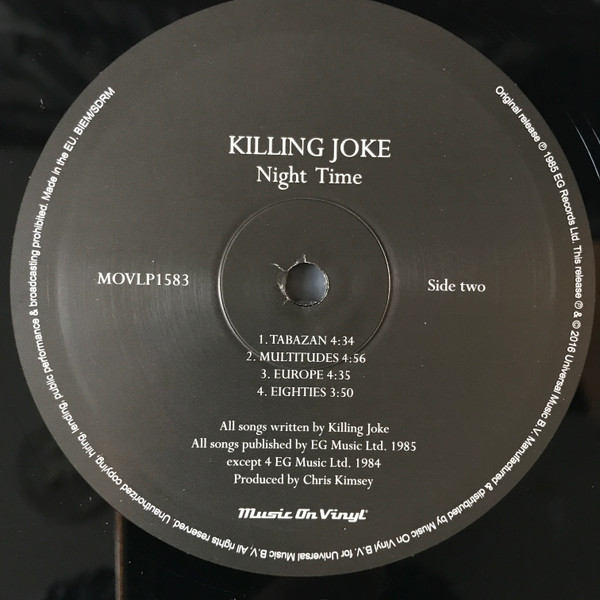 KILLING JOKE
Night Time
MOVLP1583
Side two
1. TABAZAN 4:34
2. MULTITUDES 4:56
3. EUROPE 4:35
4. EIGHTIES 3:50
All songs written by Killing Joke
All songs published by EG Music Ltd. 1985
except 4 EG Music Ltd. 1984
Produced by Chris Kimsey
Music On Vinyl®
Original release ℗ 1985 EG Records Ltd. This release ℗ & © 2016 Universal Music B.V. Manufactured & distributed by Music On Vinyl B.V. for Universal Music B.V. All rights reserved. Unauthorized copying, hiring, lending, public performance & broadcasting prohibited. Made in the EU. BIEM/SDRM